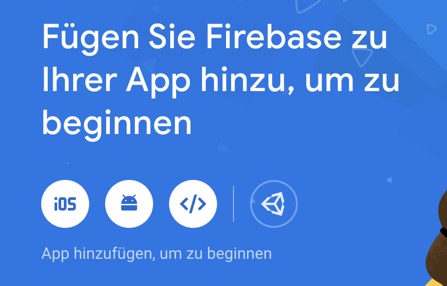 Fügen Sie Firebase zu
Ihrer App hinzu, um zu
beginnen
iOS
</>
App hinzufügen, um zu beginnen